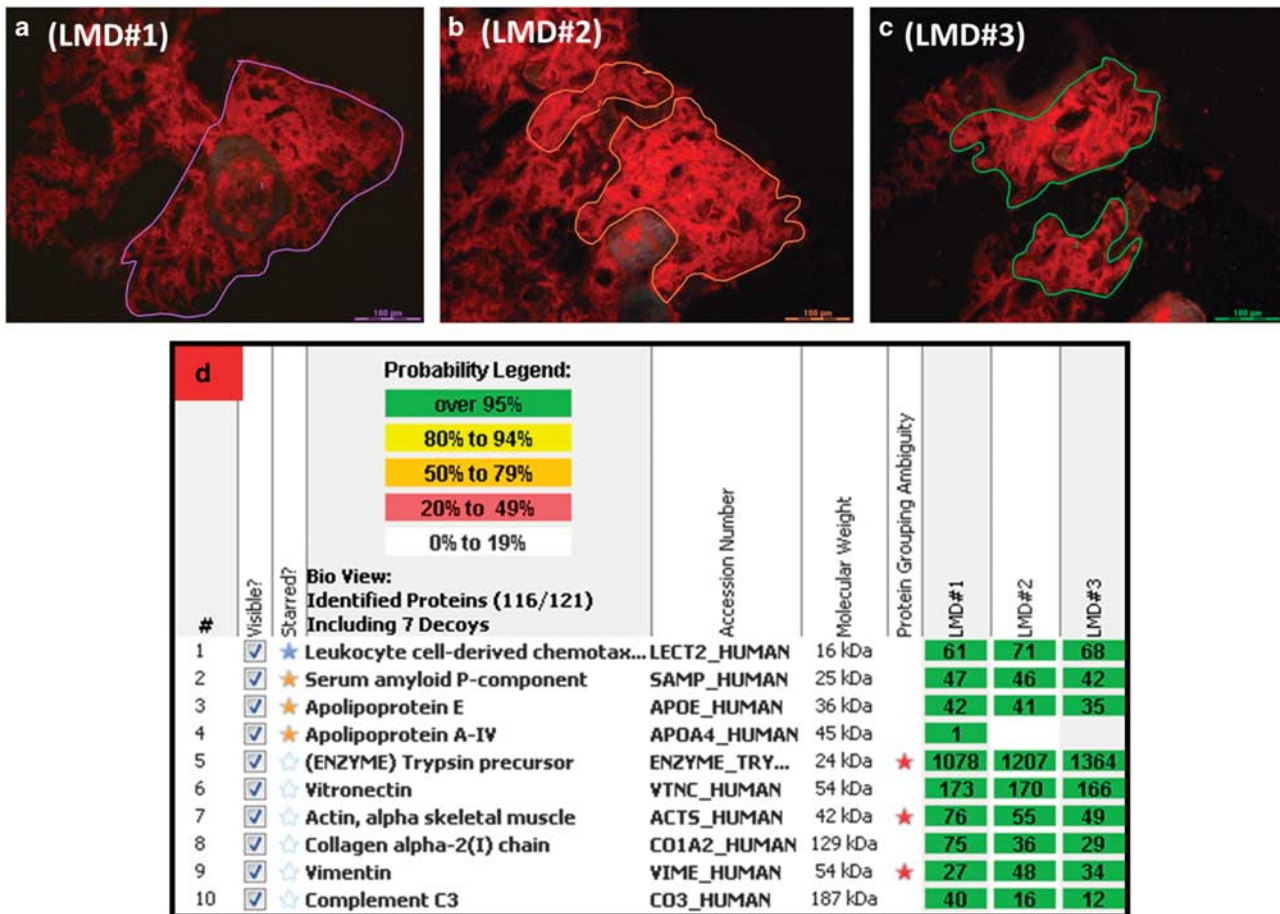 a (LMD#1)
b (LMD#2)
c (LMD#3)
100 µm
100 µm
100 µm
d
Probability Legend:
over 95%
80% to 94%
50% to 79%
20% to 49%
0% to 19%
Bio View:
Identified Proteins (116/121)
Including 7 Decoys
# Visible? Starred? Accession Number Molecular Weight Protein Grouping Ambiguity LMD#1 LMD#2 LMD#3
1 Leukocyte cell-derived chemotax... LECT2_HUMAN 16 kDa 61 71 68
2 Serum amyloid P-component SAMP_HUMAN 25 kDa 47 46 42
3 Apolipoprotein E APOE_HUMAN 36 kDa 42 41 35
4 Apolipoprotein A-IV APOA4_HUMAN 45 kDa 1
5 (ENZYME) Trypsin precursor ENZYME_TRY... 24 kDa 1078 1207 1364
6 Vitronectin VTNC_HUMAN 54 kDa 173 170 166
7 Actin, alpha skeletal muscle ACTS_HUMAN 42 kDa 76 55 49
8 Collagen alpha-2(I) chain CO1A2_HUMAN 129 kDa 75 36 29
9 Vimentin VIME_HUMAN 54 kDa 27 48 34
10 Complement C3 CO3_HUMAN 187 kDa 40 16 12